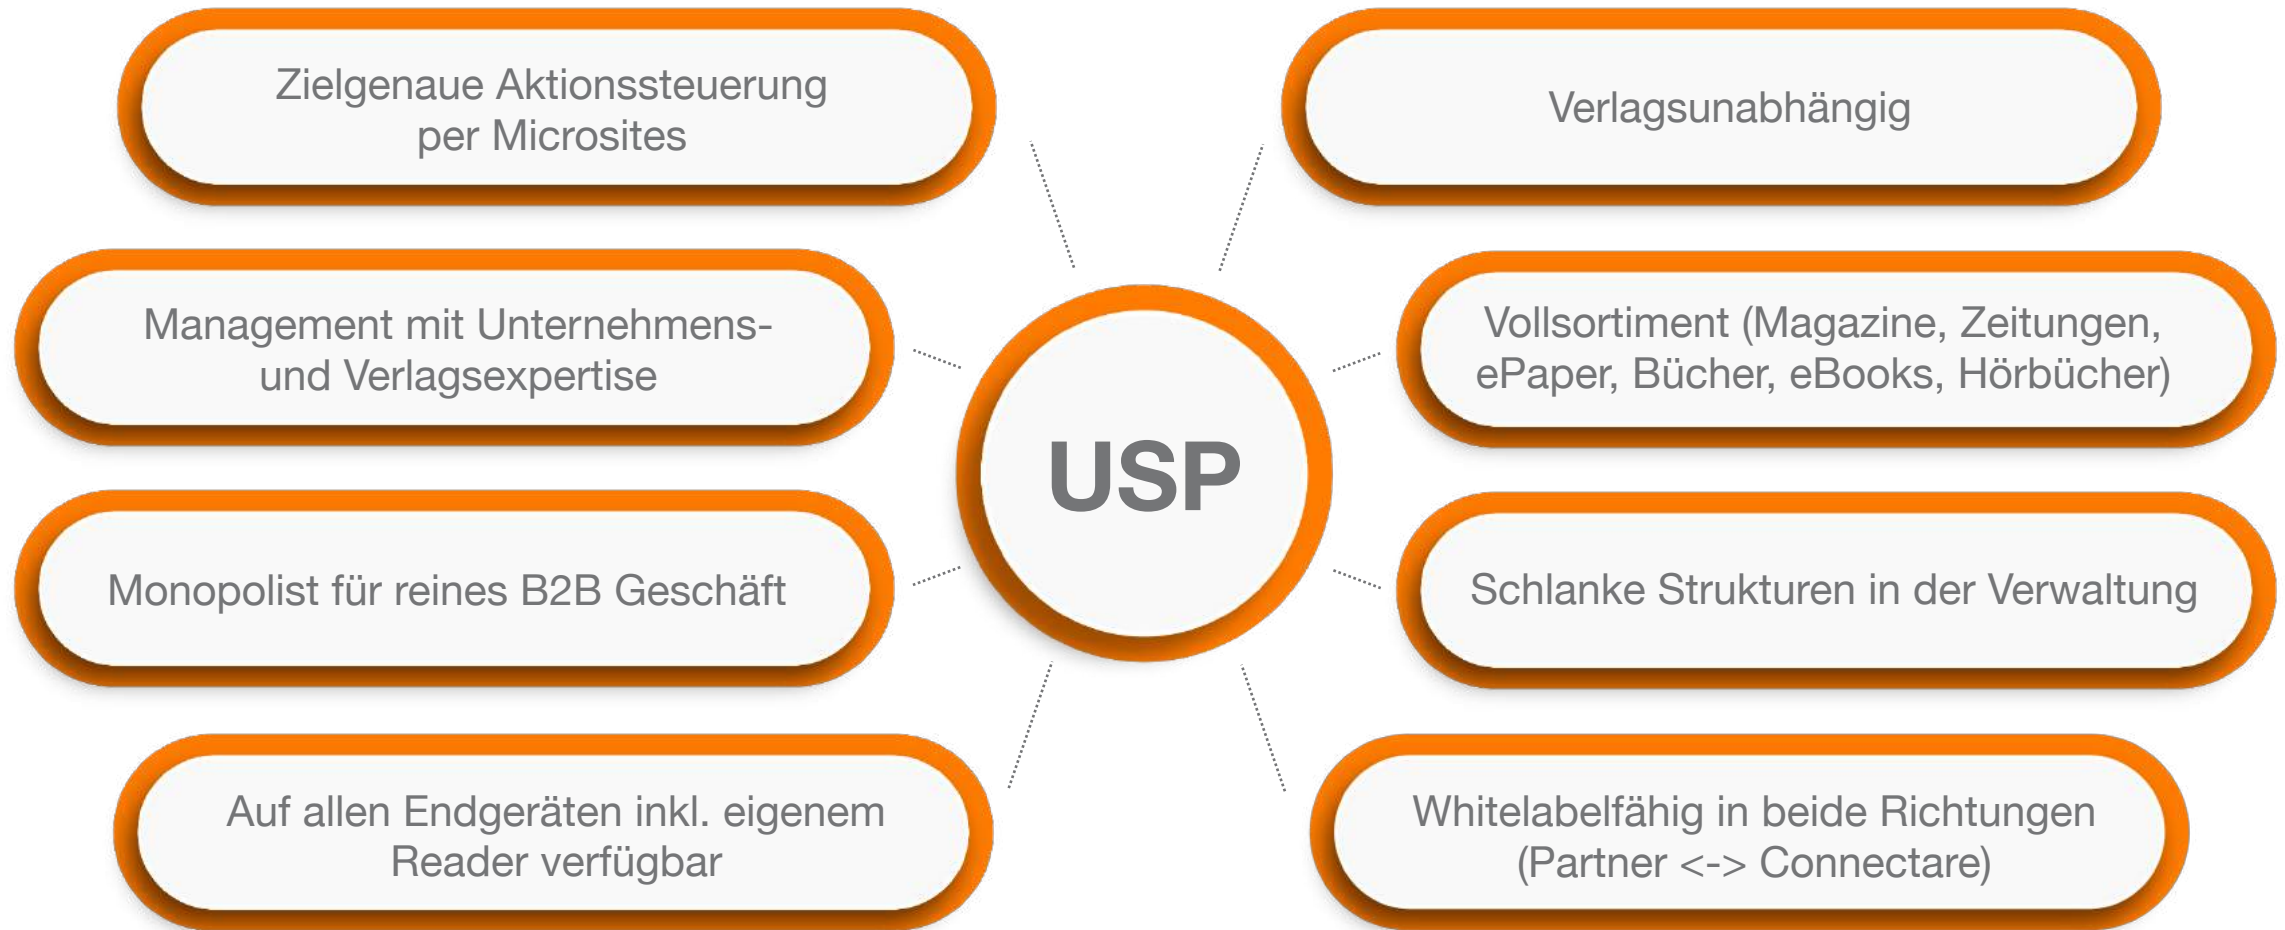 Zielgenaue Aktionssteuerung
per Microsites
Verlagsunabhängig
Management mit Unternehmens-
und Verlagsexpertise
Vollsortiment (Magazine, Zeitungen,
ePaper, Bücher, eBooks, Hörbücher)
USP
Monopolist für reines B2B Geschäft
Schlanke Strukturen in der Verwaltung
Auf allen Endgeräten inkl. eigenem
Reader verfügbar
Whitelabelfähig in beide Richtungen
(Partner <-> Connectare)